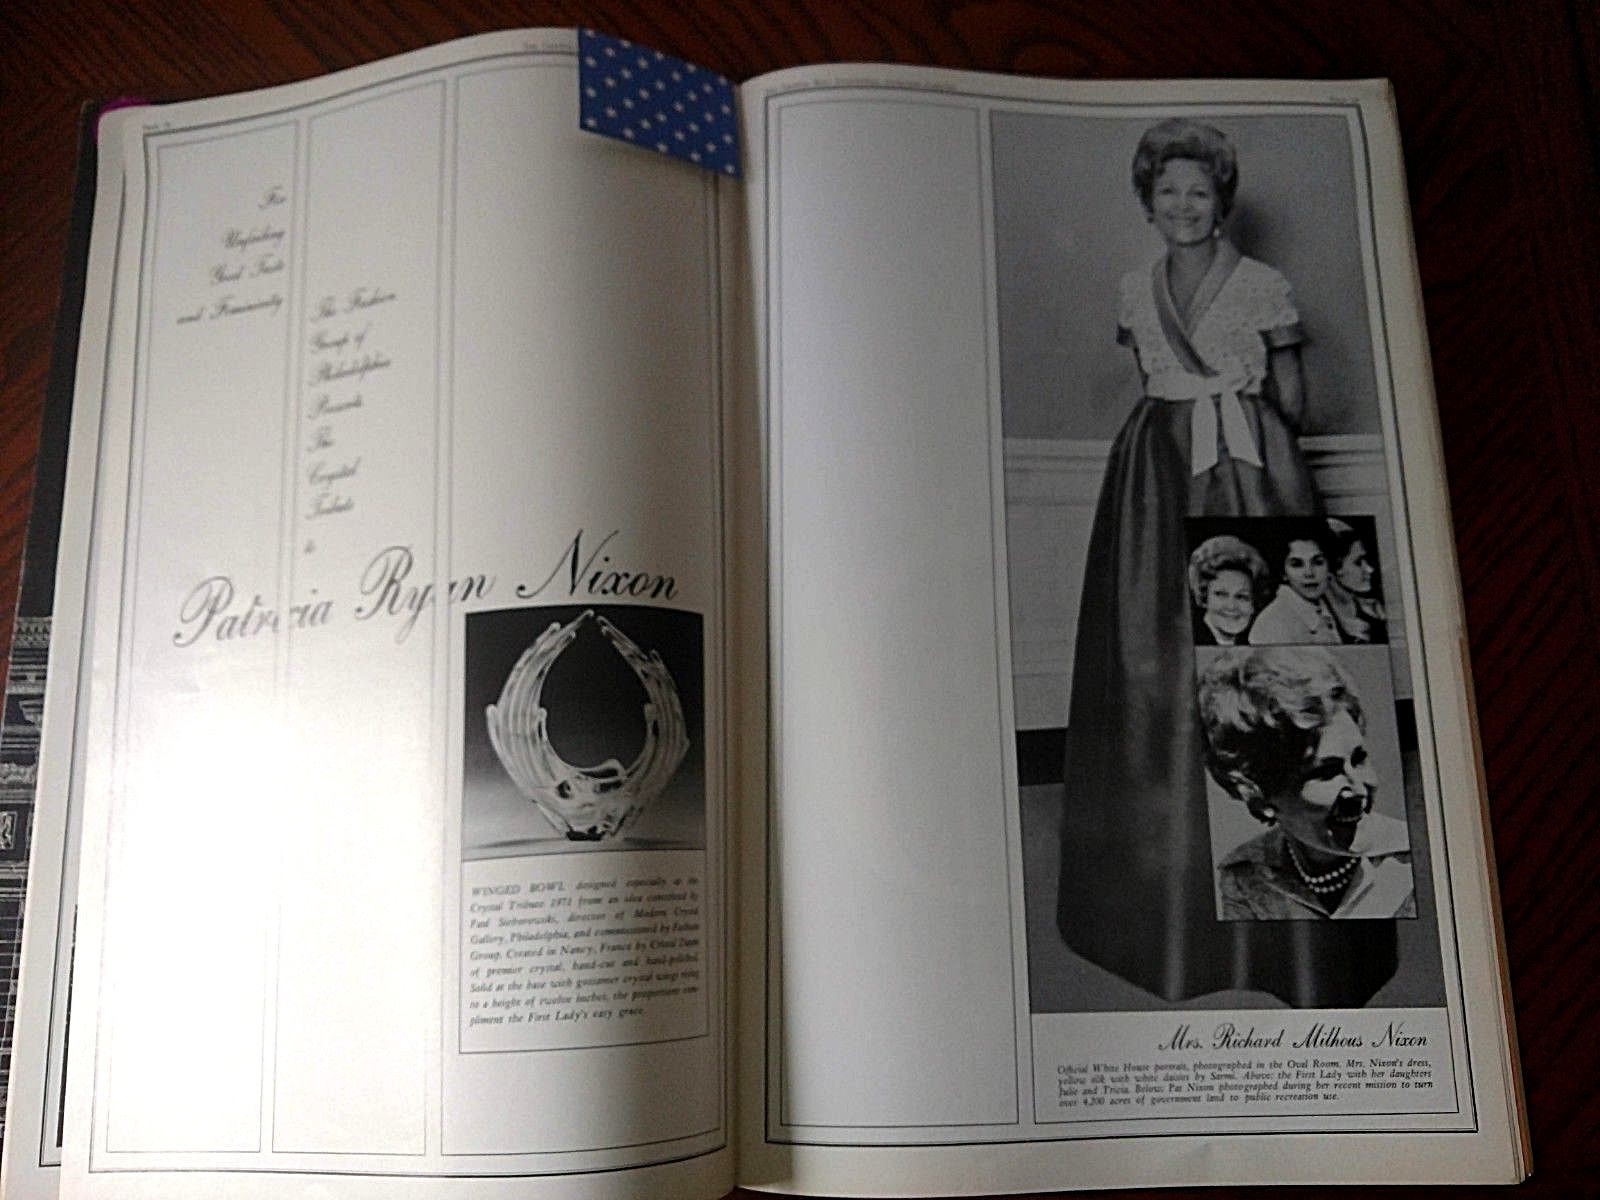 For
Unfailing
Good Taste
and Femininity
The Fashion
Group of
Philadelphia
Presents
The
Crystal
Tribute
to
Patricia Ryan Nixon
WINGED BOWL designed especially as the
Crystal Tribute 1971 from an idea conceived by
Paul director of Modern Crystal
Gallery, Philadelphia, and commissioned by Fashion
Group. Created in Nancy, France by Cristal Daum
of premier crystal, hand-cut and hand-polished.
Solid at the base with gossamer crystal wings rising
to a height of twelve inches, the proportions com-
pliment the First Lady's easy grace.
Mrs. Richard Milhous Nixon
Official White House portrait, photographed in the Oval Room. Mrs. Nixon's dress,
yellow silk with white daisies by Sarmi. Above: the First Lady with her daughters
Julie and Tricia. Below: Pat Nixon photographed during her recent mission to turn
over 4,200 acres of government land to public recreation use.